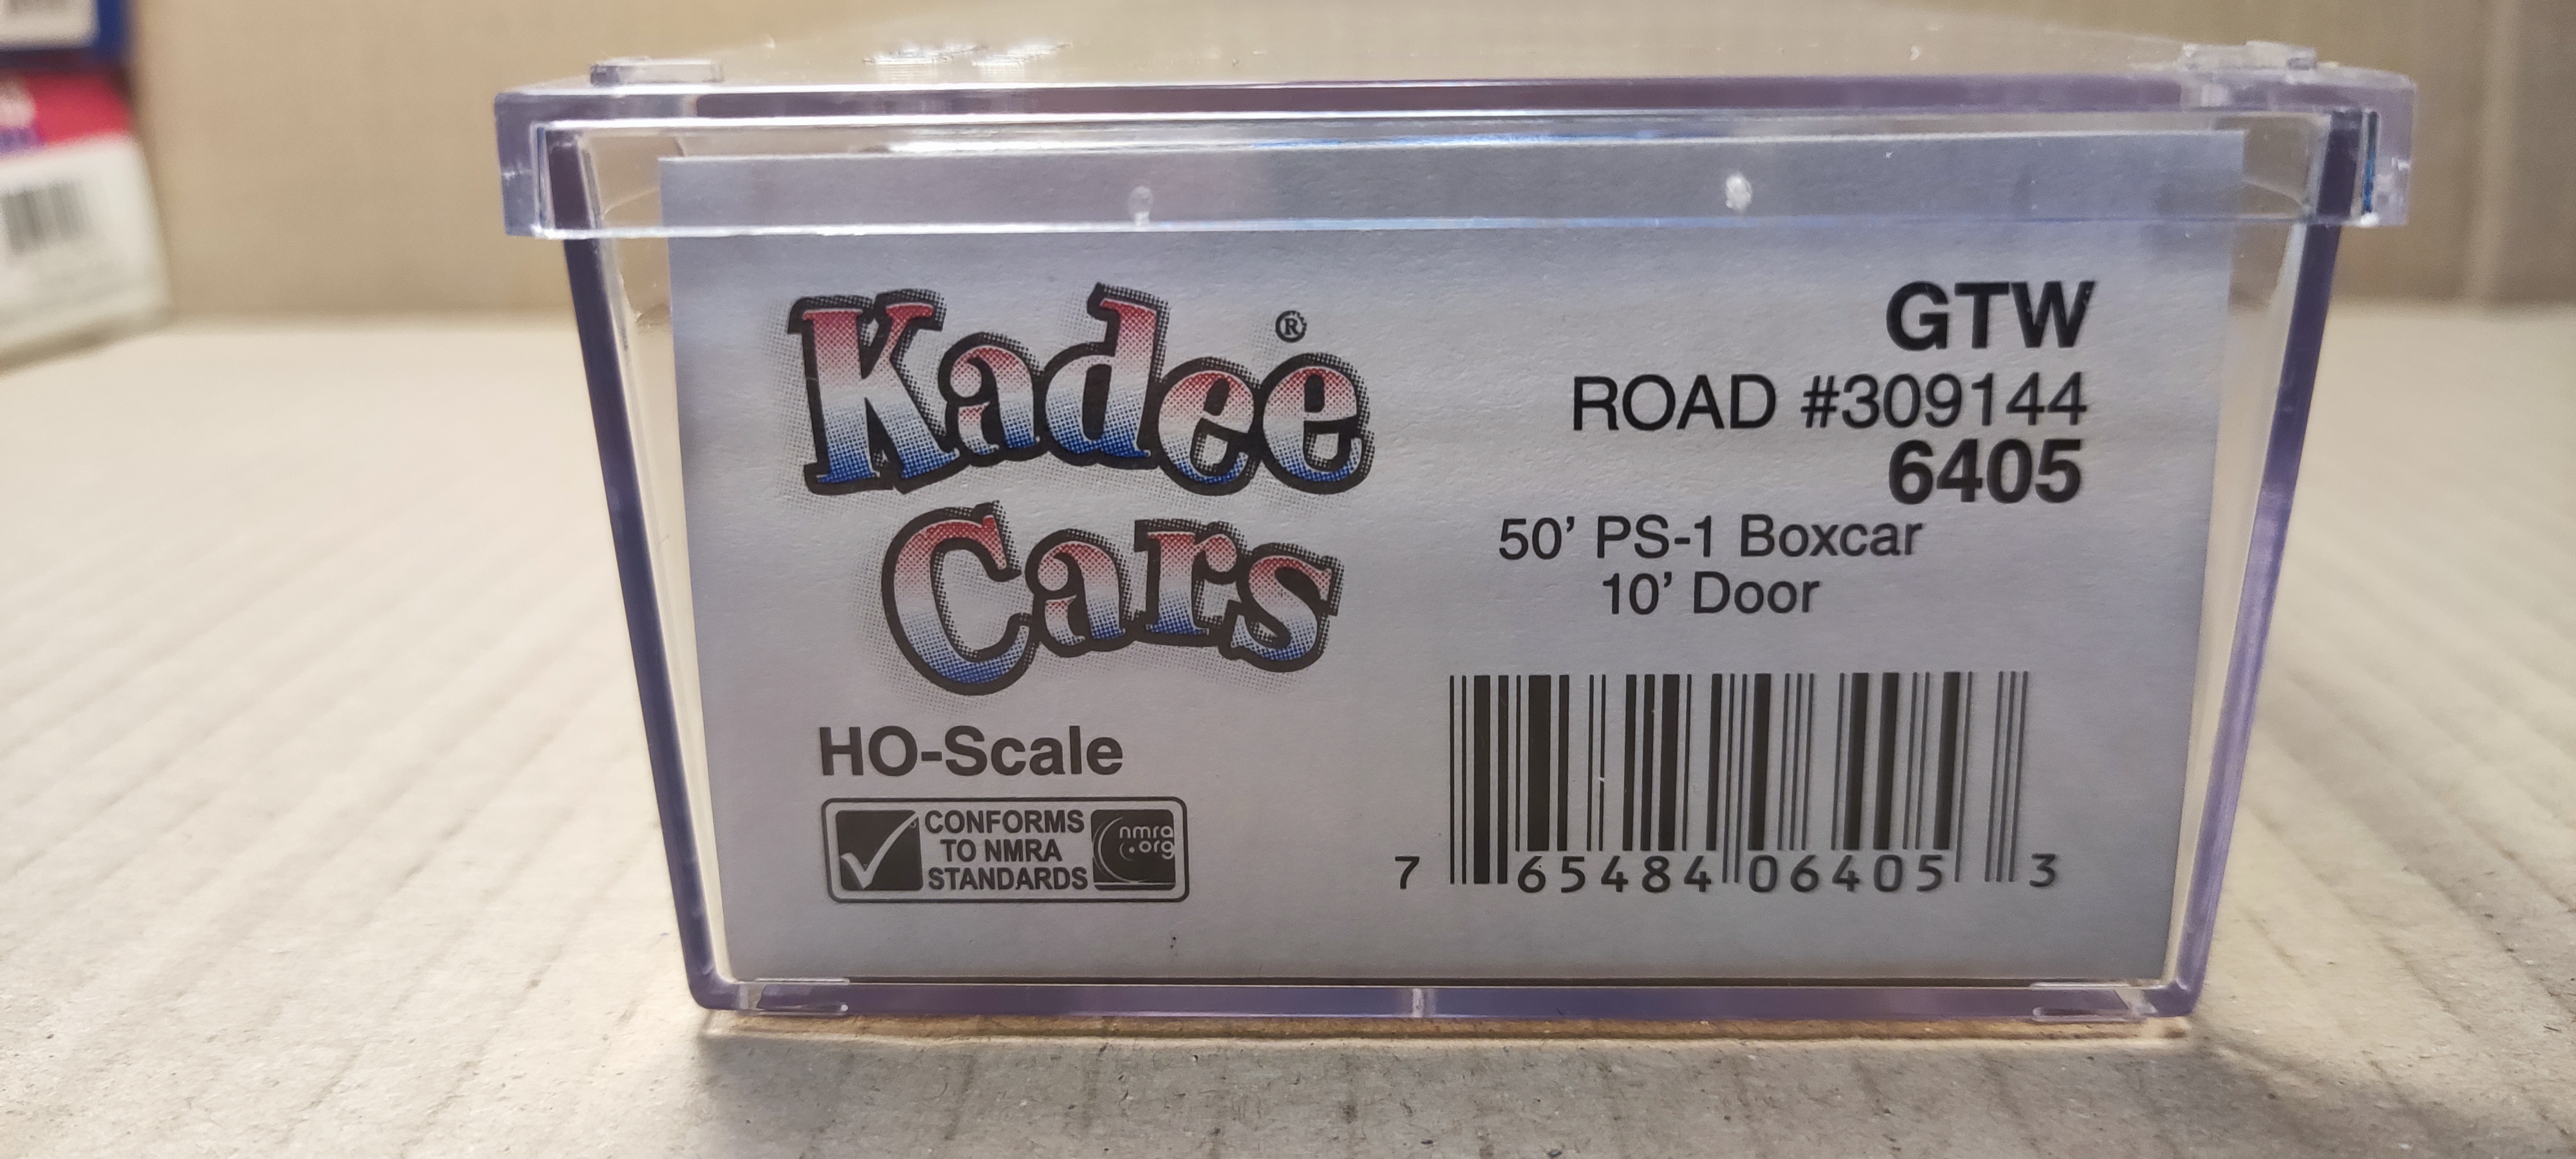 Kadee®
Cars
HO-Scale
CONFORMS
TO NMRA
STANDARDS
nmra
.org
GTW
ROAD #309144
6405
50' PS-1 Boxcar
10' Door
7 65484 06405 3